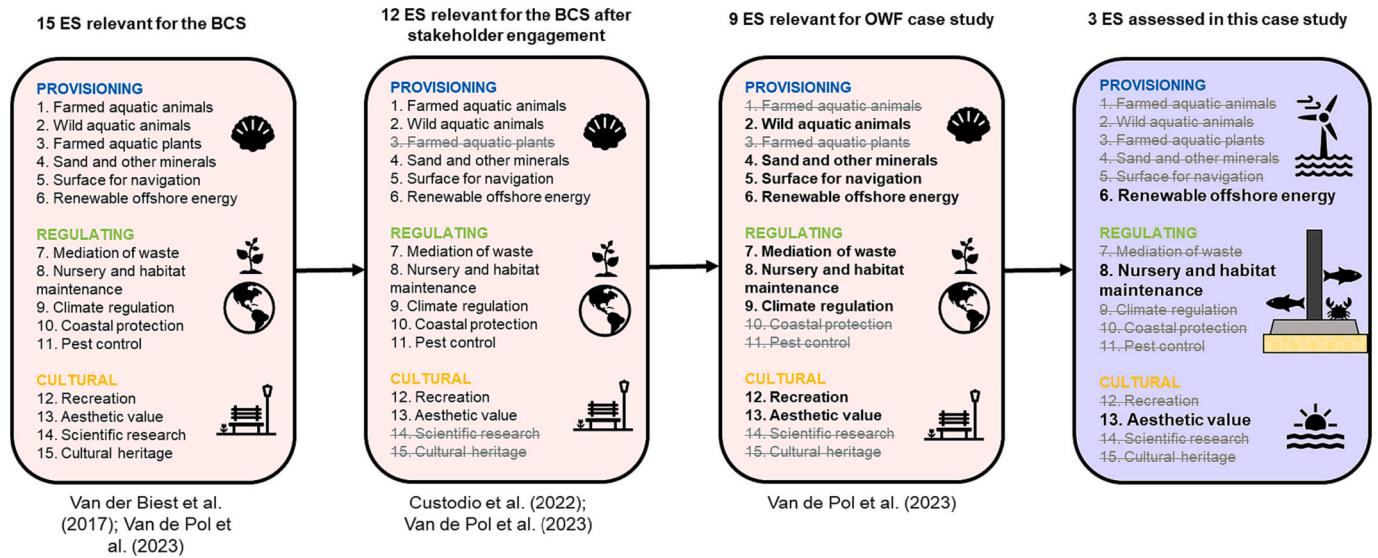 15 ES relevant for the BCS
PROVISIONING
1. Farmed aquatic animals
2. Wild aquatic animals
3. Farmed aquatic plants
4. Sand and other minerals
5. Surface for navigation
6. Renewable offshore energy
REGULATING
7. Mediation of waste
8. Nursery and habitat
maintenance
9. Climate regulation
10. Coastal protection
11. Pest control
CULTURAL
12. Recreation
13. Aesthetic value
14. Scientific research
15. Cultural heritage
Van der Biest et al.
(2017); Van de Pol et
al. (2023)
12 ES relevant for the BCS after
stakeholder engagement
PROVISIONING
1. Farmed aquatic animals
2. Wild aquatic animals
3. Farmed aquatic plants
4. Sand and other minerals
5. Surface for navigation
6. Renewable offshore energy
REGULATING
7. Mediation of waste
8. Nursery and habitat
maintenance
9. Climate regulation
10. Coastal protection
11. Pest control
CULTURAL
12. Recreation
13. Aesthetic value
14. Scientific research
15. Cultural heritage
Custodio et al. (2022);
Van de Pol et al. (2023)
9 ES relevant for OWF case study
PROVISIONING
1. Farmed aquatic animals
2. Wild aquatic animals
3. Farmed aquatic plants
4. Sand and other minerals
5. Surface for navigation
6. Renewable offshore energy
REGULATING
7. Mediation of waste
8. Nursery and habitat
maintenance
9. Climate regulation
10. Coastal protection
11. Pest control
CULTURAL
12. Recreation
13. Aesthetic value
14. Scientific research
15. Cultural heritage
Van de Pol et al. (2023)
3 ES assessed in this case study
PROVISIONING
1. Farmed aquatic animals
2. Wild aquatic animals
3. Farmed aquatic plants
4. Sand and other minerals
5. Surface for navigation
6. Renewable offshore energy
REGULATING
7. Mediation of waste
8. Nursery and habitat
maintenance
9. Climate regulation
10. Coastal protection
11. Pest control
CULTURAL
12. Recreation
13. Aesthetic value
14. Scientific research
15. Cultural heritage